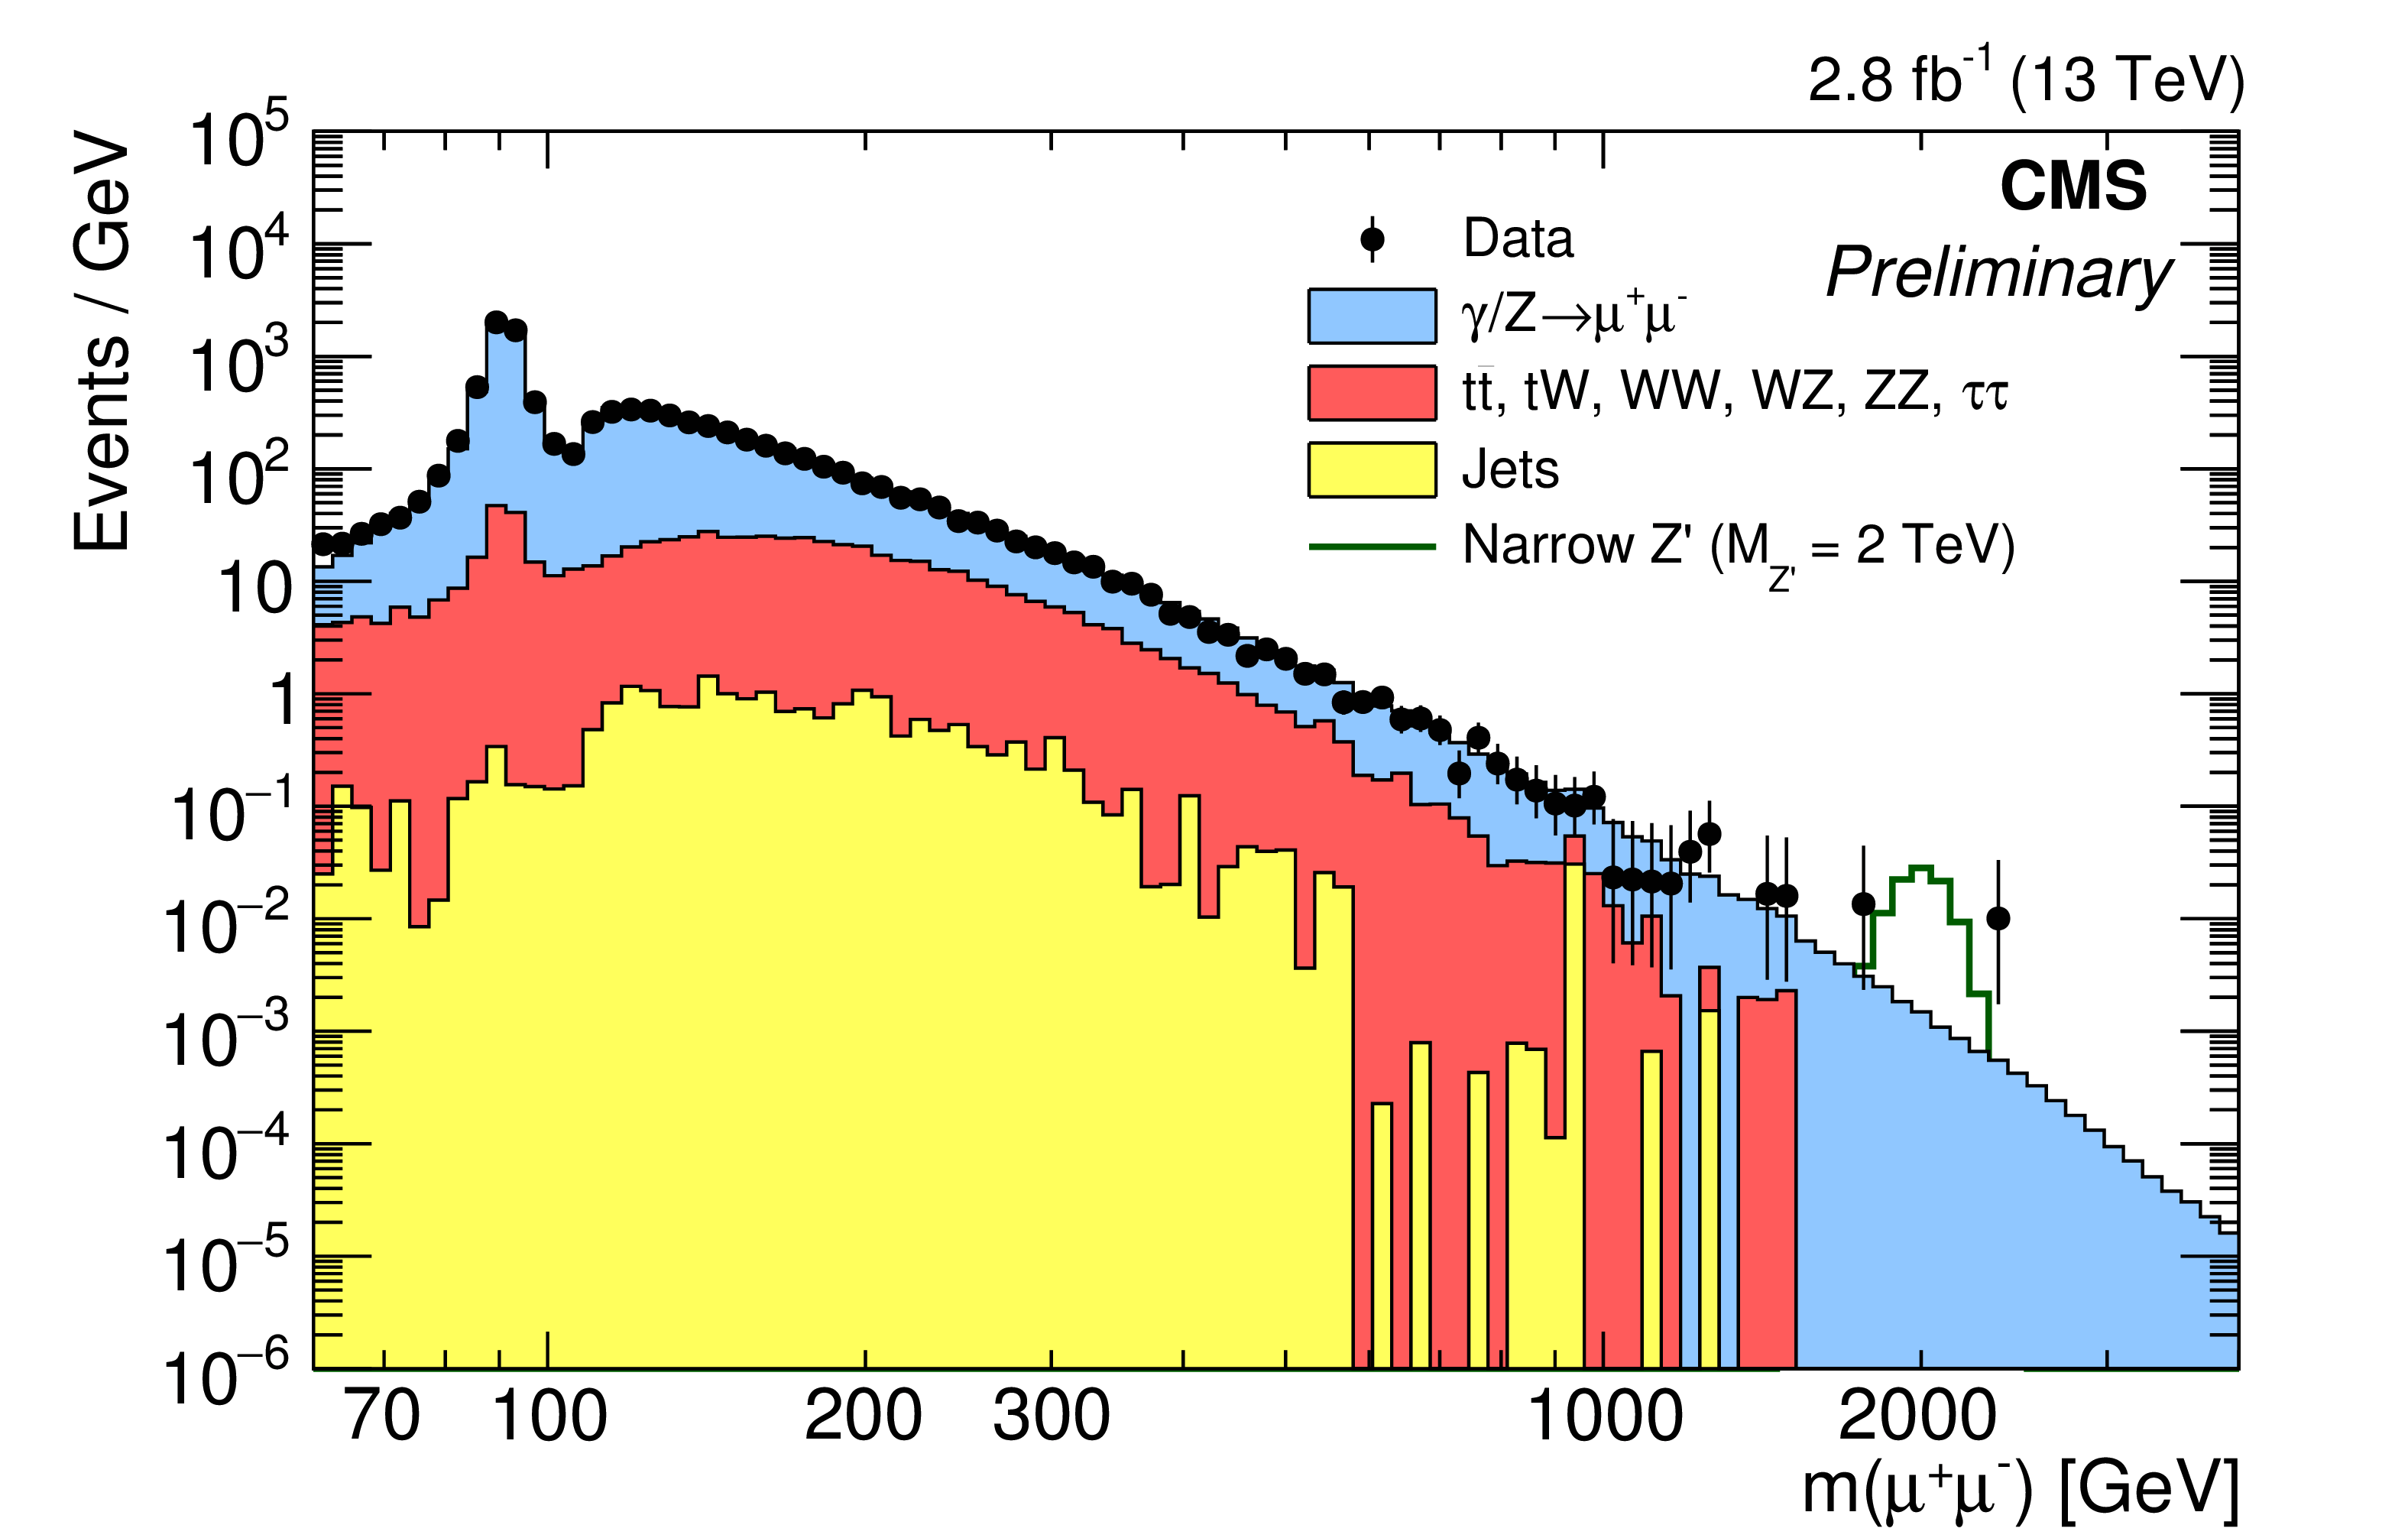 2.8 fb⁻¹ (13 TeV)
CMS
Preliminary
Events / GeV
10⁵
10⁴
10³
10²
10
1
10⁻¹
10⁻²
10⁻³
10⁻⁴
10⁻⁵
10⁻⁶
Data
γ/Z→μ⁺μ⁻
tt̄, tW, WW, WZ, ZZ, ττ
Jets
Narrow Z' (M_Z' = 2 TeV)
70 100 200 300 1000 2000
m(μ⁺μ⁻) [GeV]